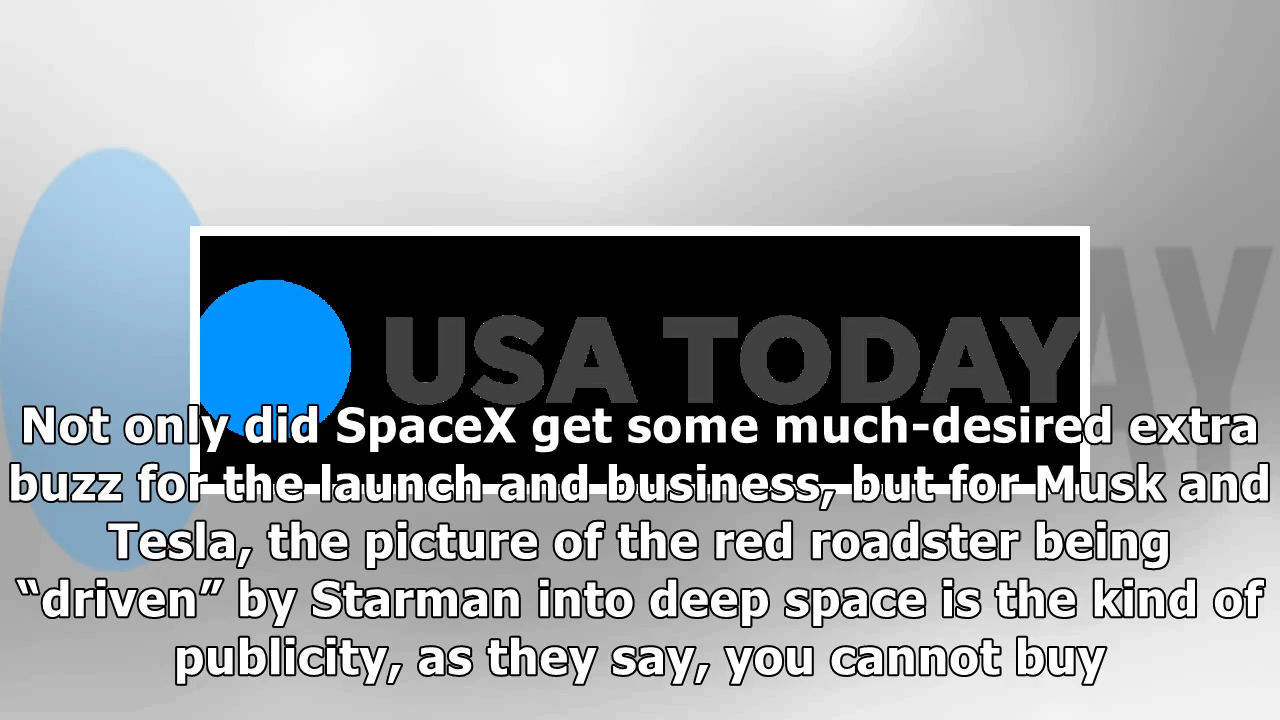 USA TODAY
AY
Not only did SpaceX get some much-desired extra
buzz for the launch and business, but for Musk and
Tesla, the picture of the red roadster being
“driven” by Starman into deep space is the kind of
publicity, as they say, you cannot buy